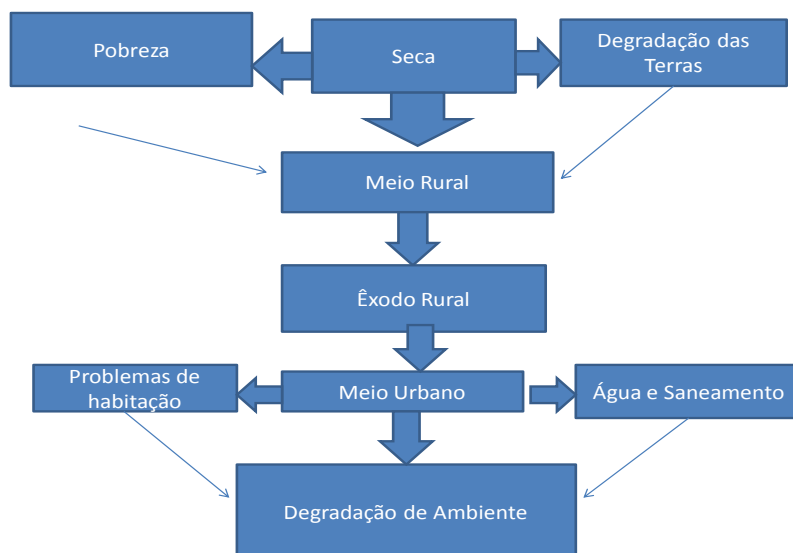 Pobreza
Seca
Degradação das
Terras
Meio Rural
Êxodo Rural
Problemas de
habitação
Meio Urbano
Água e Saneamento
Degradação de Ambiente